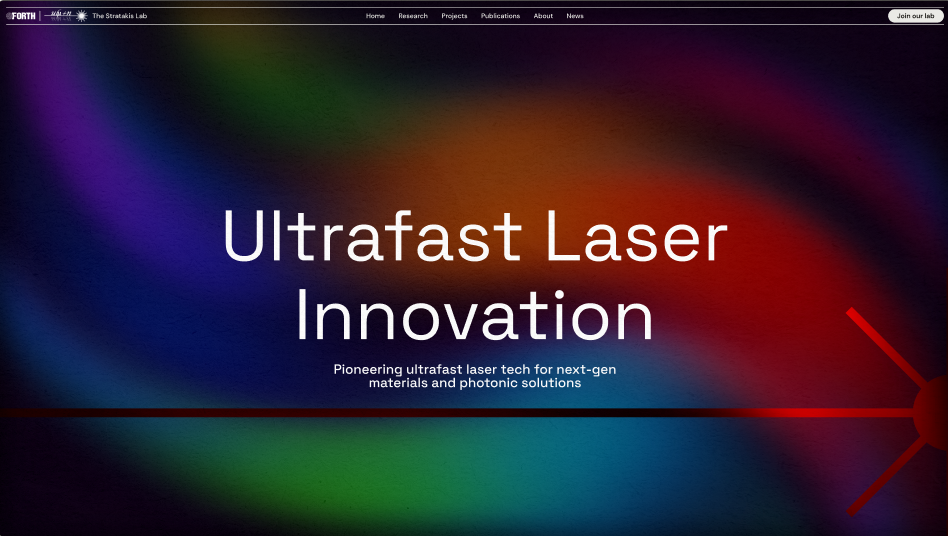 FORTH
The Stratakis Lab
Home Research Projects Publications About News
Join our lab
Ultrafast Laser
Innovation
Pioneering ultrafast laser tech for next-gen
materials and photonic solutions